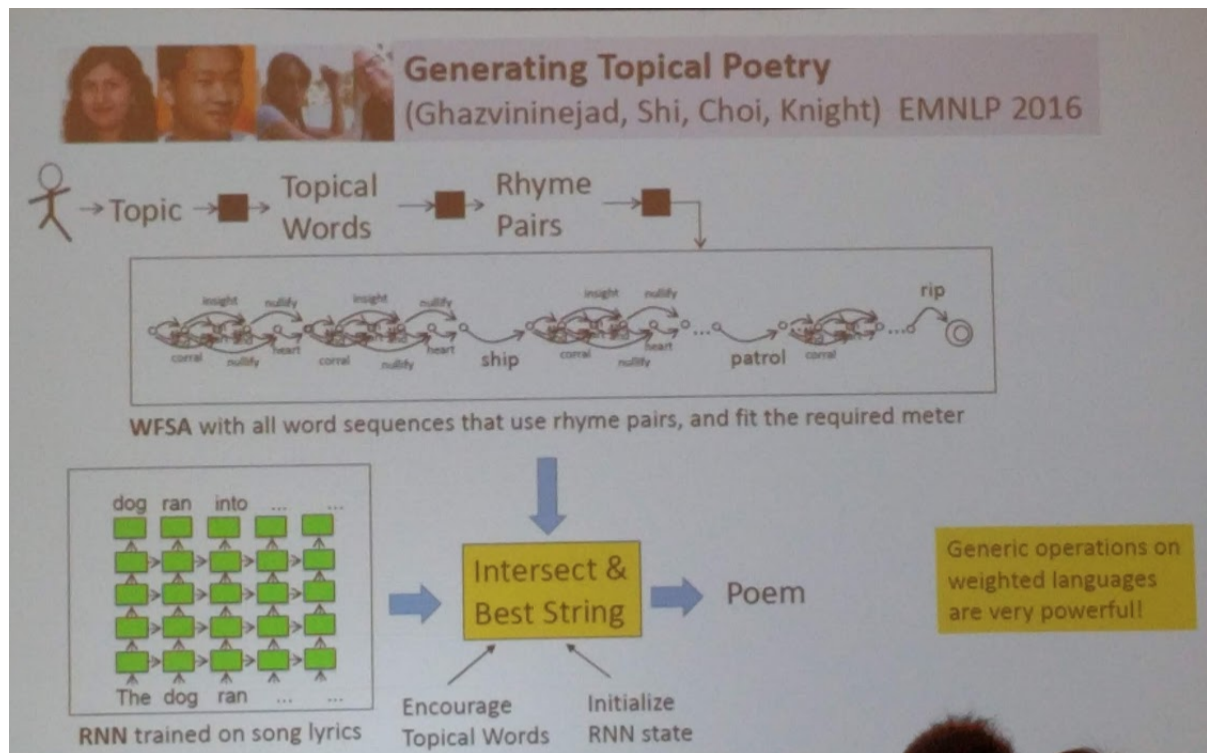 Generating Topical Poetry
(Ghazvininejad, Shi, Choi, Knight) EMNLP 2016
Topic
Topical
Words
Rhyme
Pairs
insight nullify insight nullify insight nullify rip
corral nullify heart corral nullify heart ship corral nullify heart ... patrol corral ...
WFSA with all word sequences that use rhyme pairs, and fit the required meter
dog ran into ... ...
The dog ran ... ...
RNN trained on song lyrics
Intersect &
Best String
Poem
Encourage
Topical Words
Initialize
RNN state
Generic operations on
weighted languages
are very powerful!